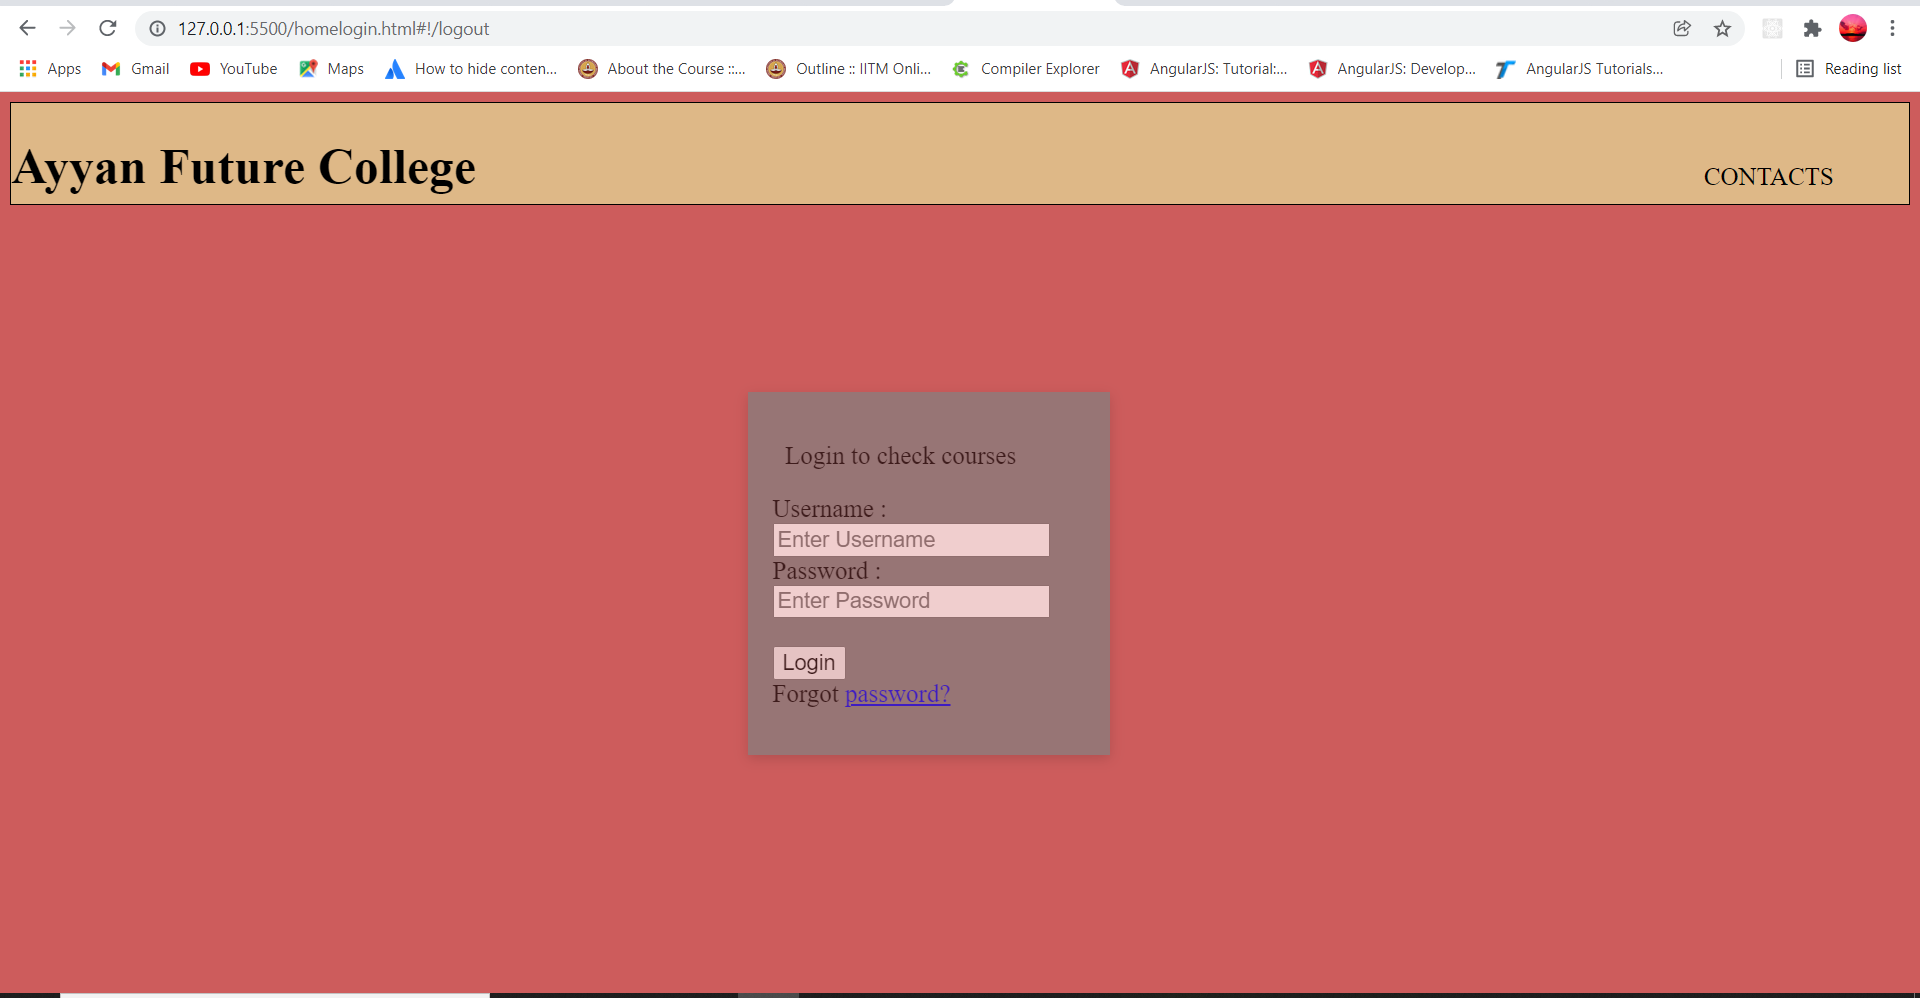 127.0.0.1:5500/homelogin.html#!/logout
Apps Gmail YouTube Maps How to hide conten... About the Course ::... Outline :: IITM Onli... Compiler Explorer AngularJS: Tutorial:... AngularJS: Develop... AngularJS Tutorials... Reading list
Ayyan Future College CONTACTS
Login to check courses
Username :
Enter Username
Password :
Enter Password
Login
Forgot password?